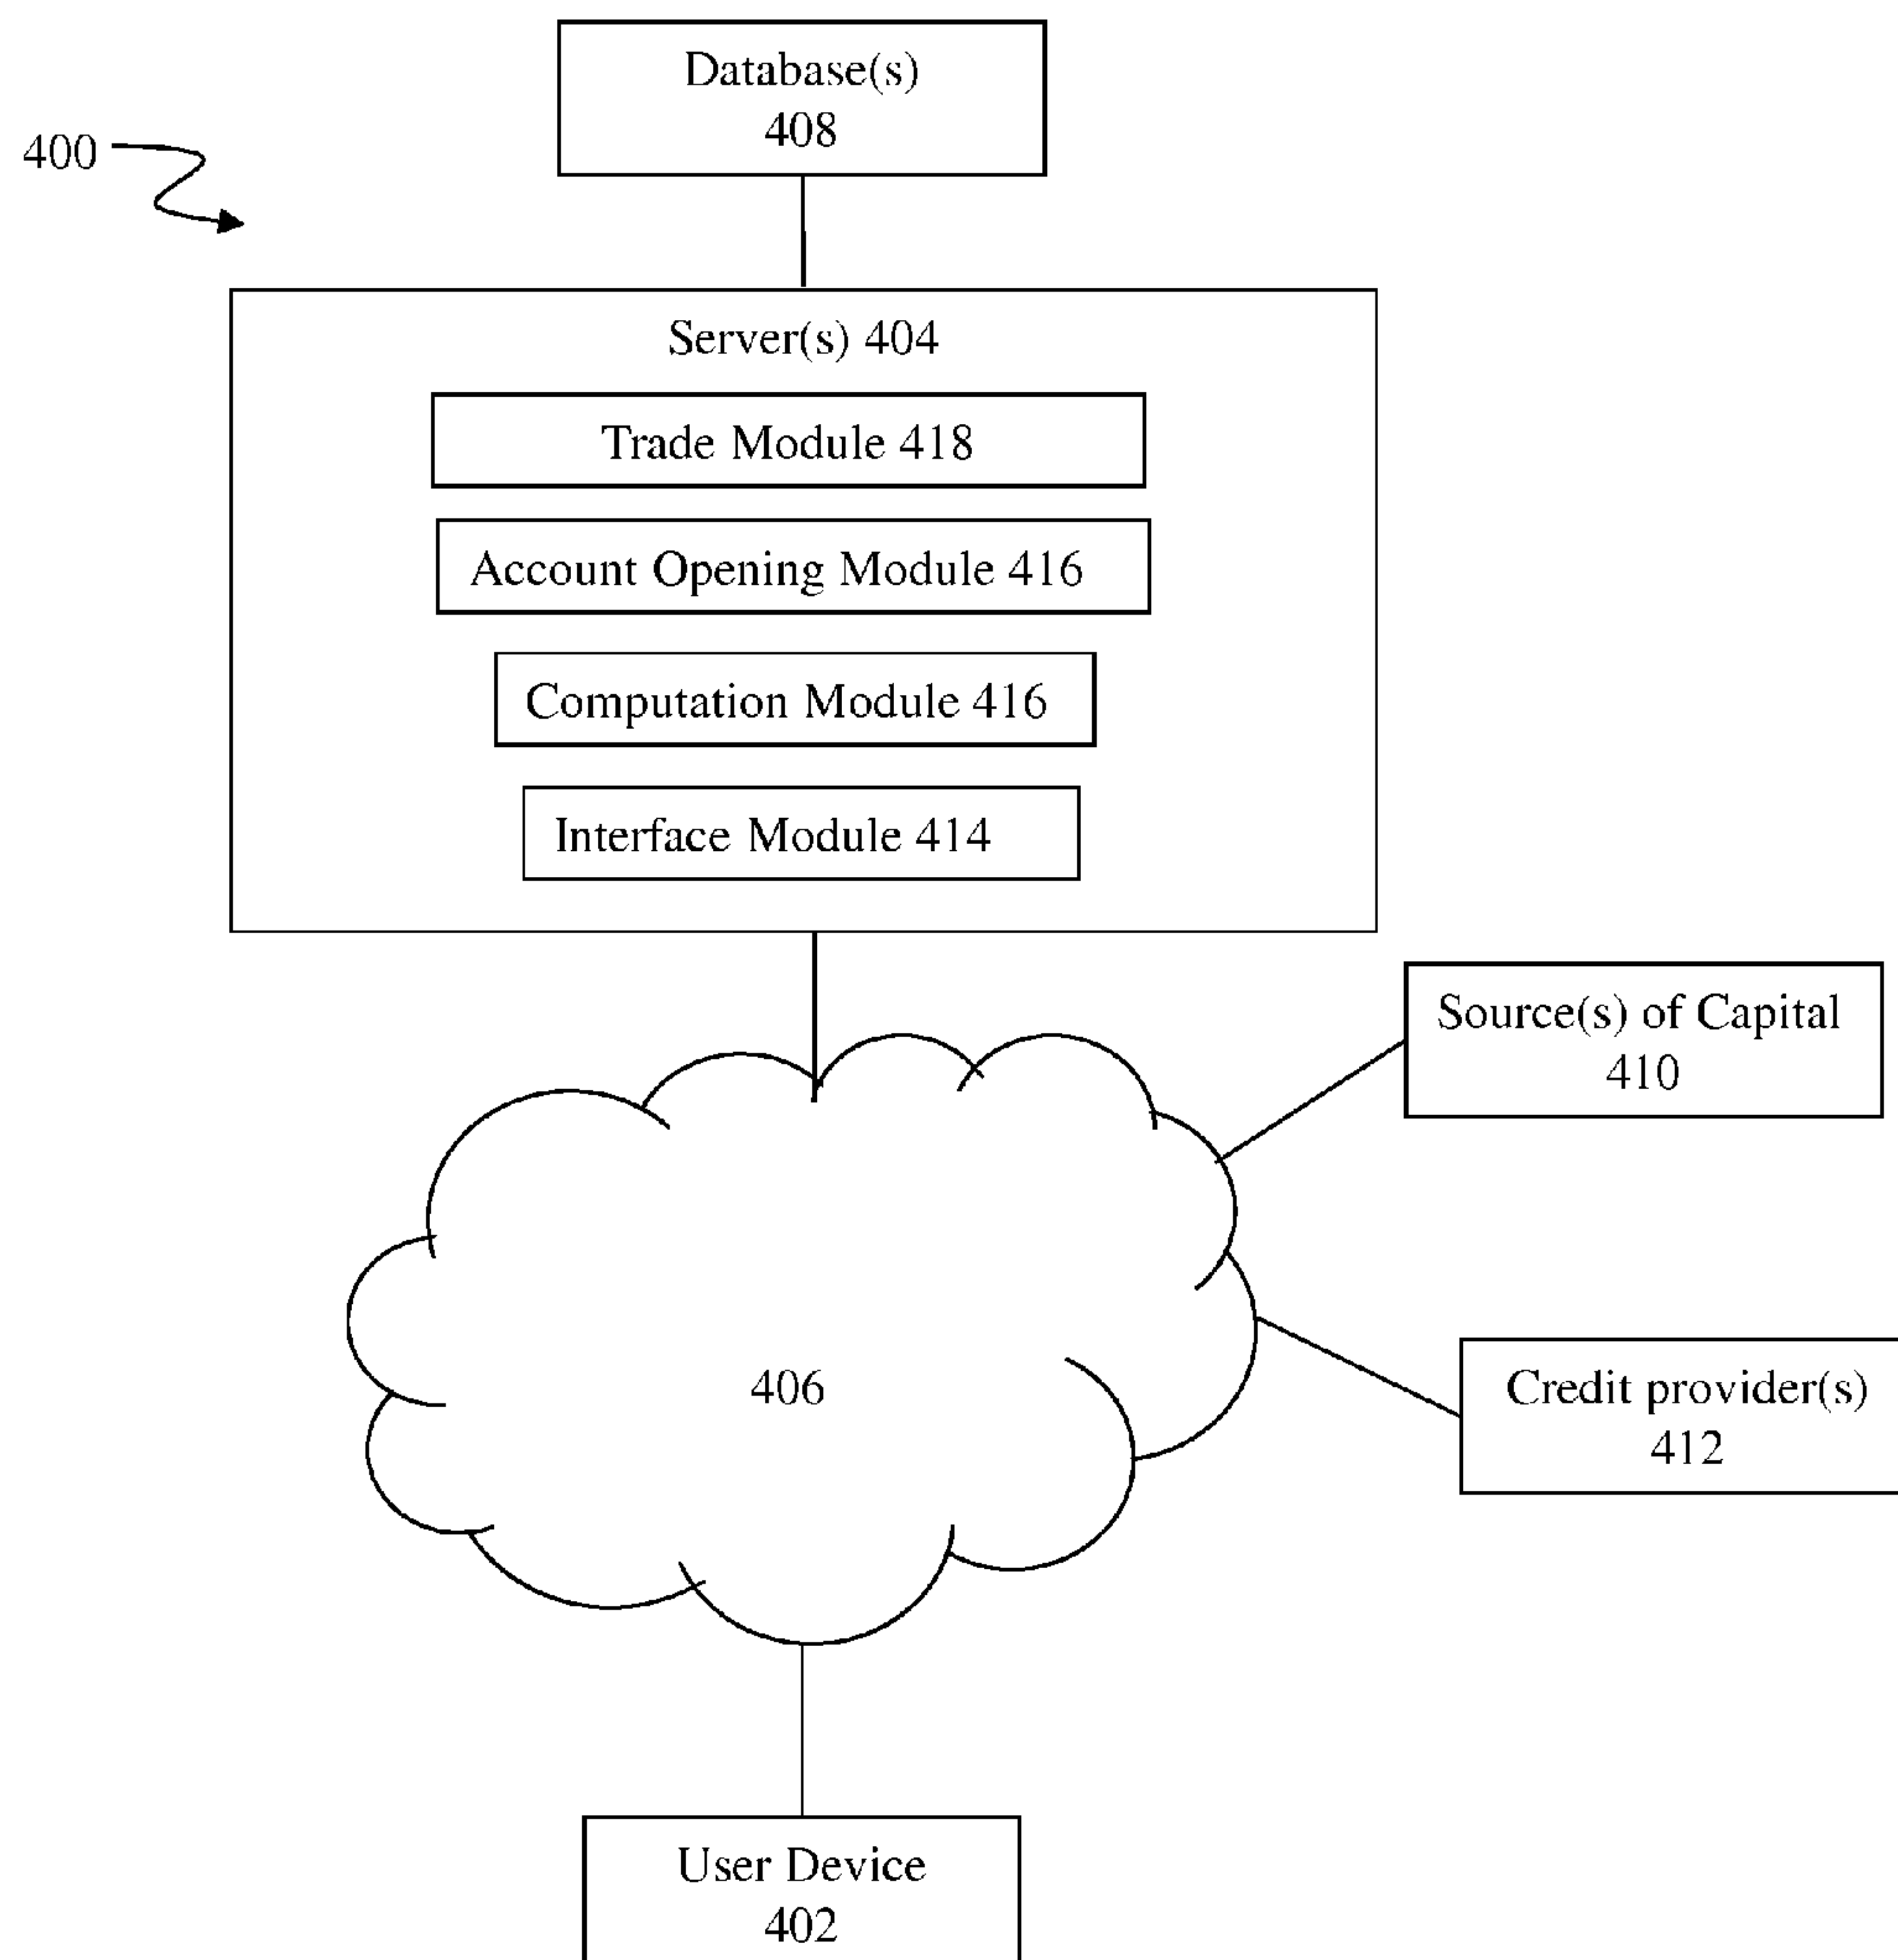 Database(s)
408
400
Server(s) 404
Trade Module 418
Account Opening Module 416
Computation Module 416
Interface Module 414
Source(s) of Capital
410
406
Credit provider(s)
412
User Device
402